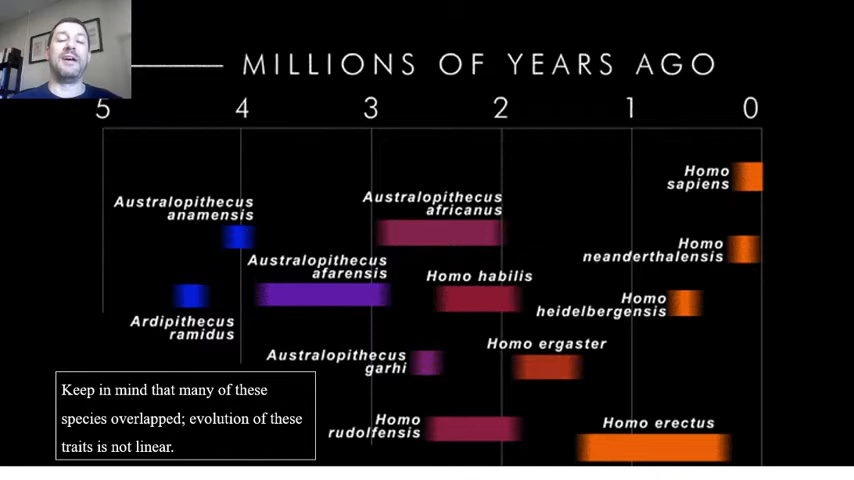 MILLIONS OF YEARS AGO
5 4 3 2 1 0
Homo
sapiens
Australopithecus
anamensis
Australopithecus
africanus
Homo
neanderthalensis
Australopithecus
afarensis
Homo habilis
Homo
heidelbergensis
Ardipithecus
ramidus
Australopithecus
garhi
Homo ergaster
Keep in mind that many of these
species overlapped; evolution of these
traits is not linear.
Homo
rudolfensis
Homo erectus